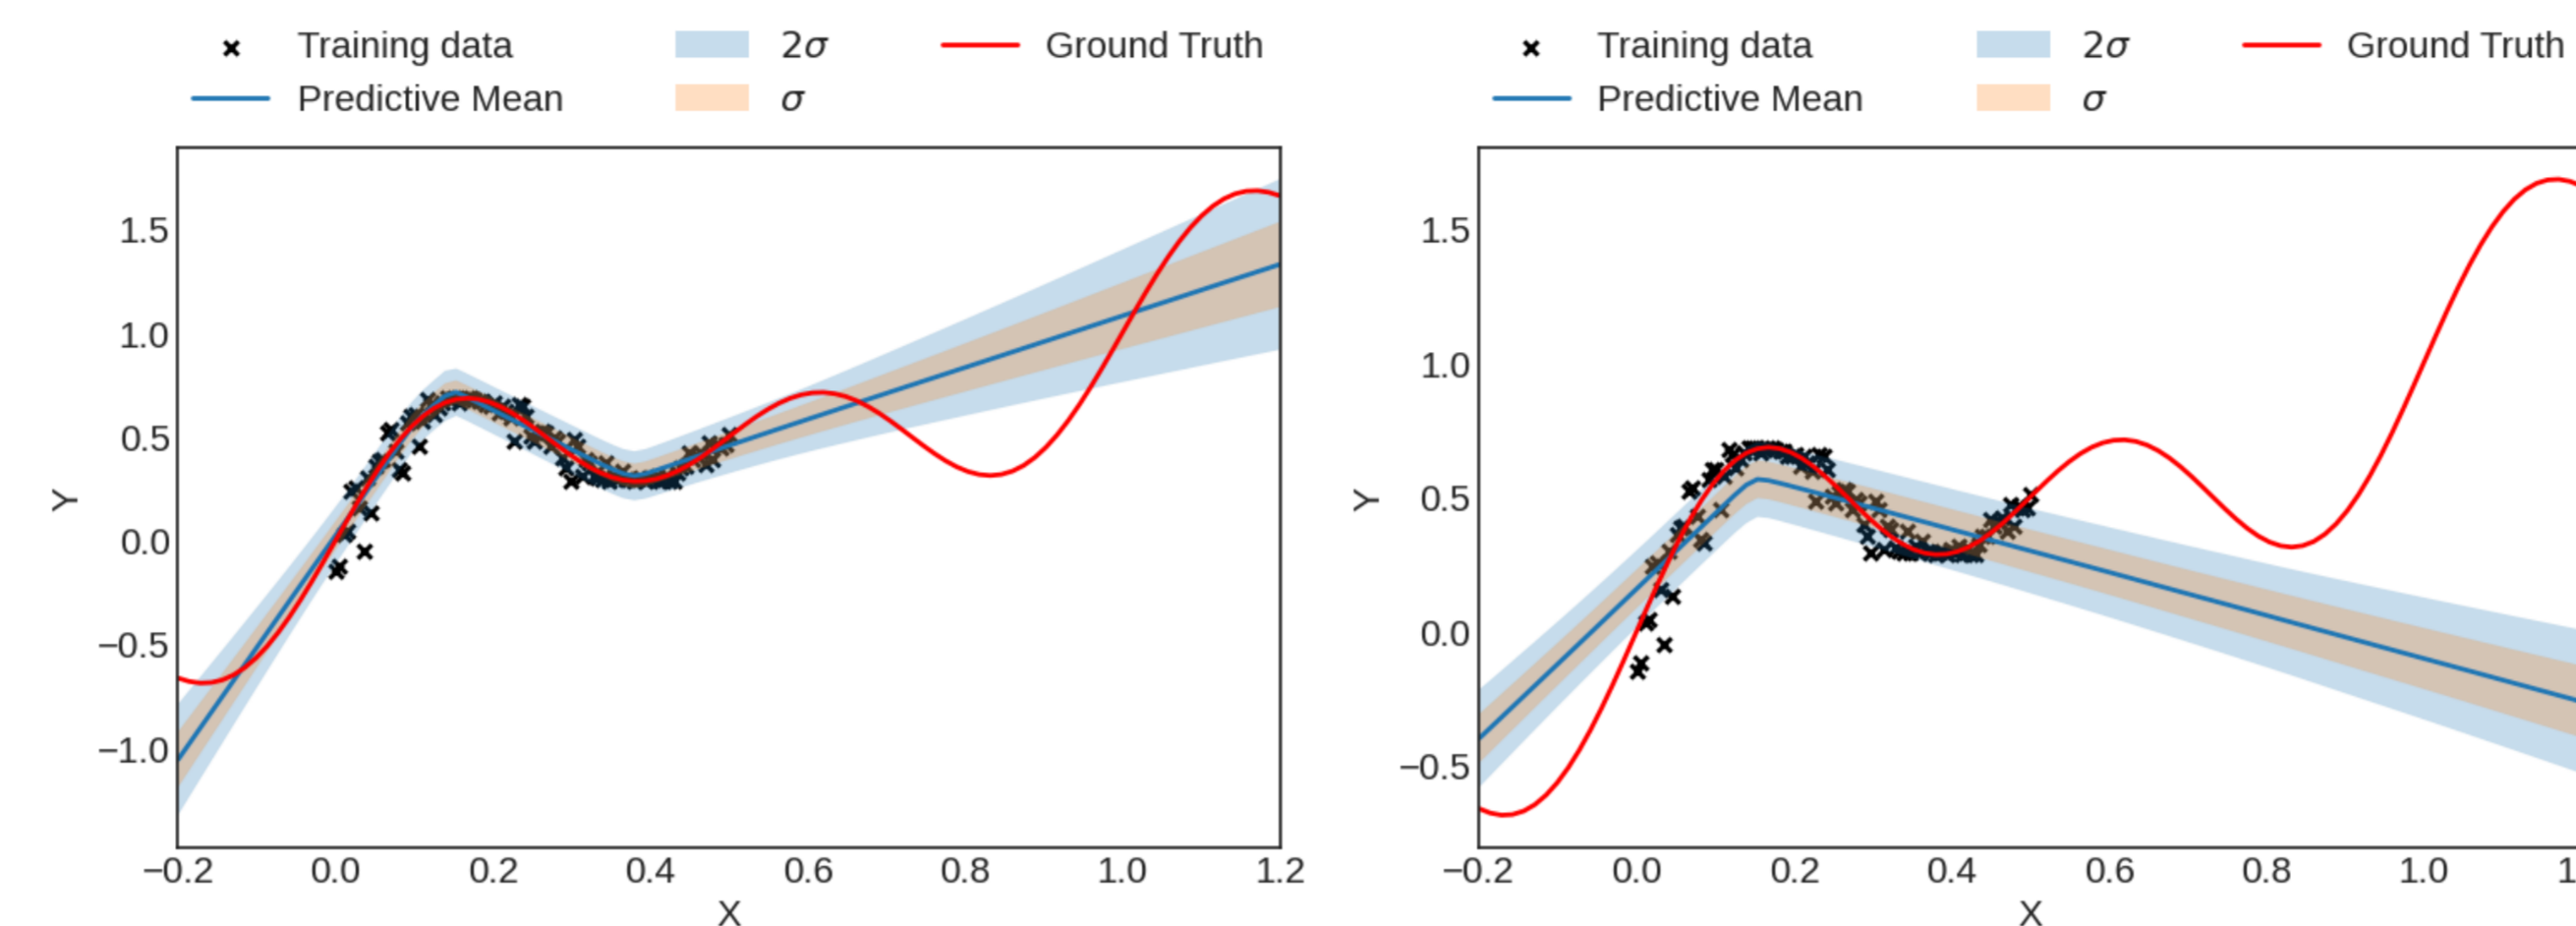 Training data 2σ Ground Truth
Predictive Mean σ
1.5
1.0
0.5
0.0
−0.5
−1.0
Y
−0.2 0.0 0.2 0.4 0.6 0.8 1.0 1.2
X
Training data 2σ Ground Truth
Predictive Mean σ
1.5
1.0
0.5
0.0
−0.5
Y
−0.2 0.0 0.2 0.4 0.6 0.8 1.0
X